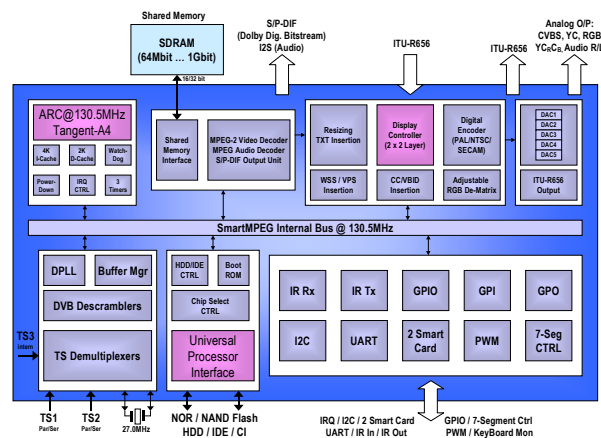 Shared Memory
SDRAM
(64Mbit ... 1Gbit)
16/32 bit
S/P-DIF
(Dolby Dig. Bitstream)
I2S (Audio)
ITU-R656
ITU-R656
Analog O/P:
CVBS, YC, RGB
YCRCB, Audio R/L
ARC@130.5MHz
Tangent-A4
4K
I-Cache
2K
D-Cache
Watch-
Dog
Power-
Down
IRQ
CTRL
3
Timers
Shared
Memory
Interface
MPEG-2 Video Decoder
MPEG Audio Decoder
S/P-DIF Output Unit
Resizing
TXT Insertion
Display
Controller
(2 x 2 Layer)
Digital
Encoder
(PAL/NTSC/
SECAM)
WSS / VPS
Insertion
CC/VBID
Insertion
Adjustable
RGB De-Matrix
DAC1
DAC2
DAC3
DAC4
DAC5
ITU-R656
Output
SmartMPEG Internal Bus @ 130.5MHz
DPLL
Buffer Mgr
DVB Descramblers
TS Demultiplexers
TS3
intern
HDD/IDE
CTRL
Boot
ROM
Chip Select
CTRL
Universal
Processor
Interface
IR Rx
IR Tx
GPIO
GPI
GPO
I2C
UART
2 Smart
Card
PWM
7-Seg
CTRL
TS1
Par/Ser
TS2
Par/Ser
27.0MHz
NOR / NAND Flash
HDD / IDE / CI
IRQ / I2C / 2 Smart Card
UART / IR In / IR Out
GPIO / 7-Segment Ctrl
PWM / KeyBoard Mon